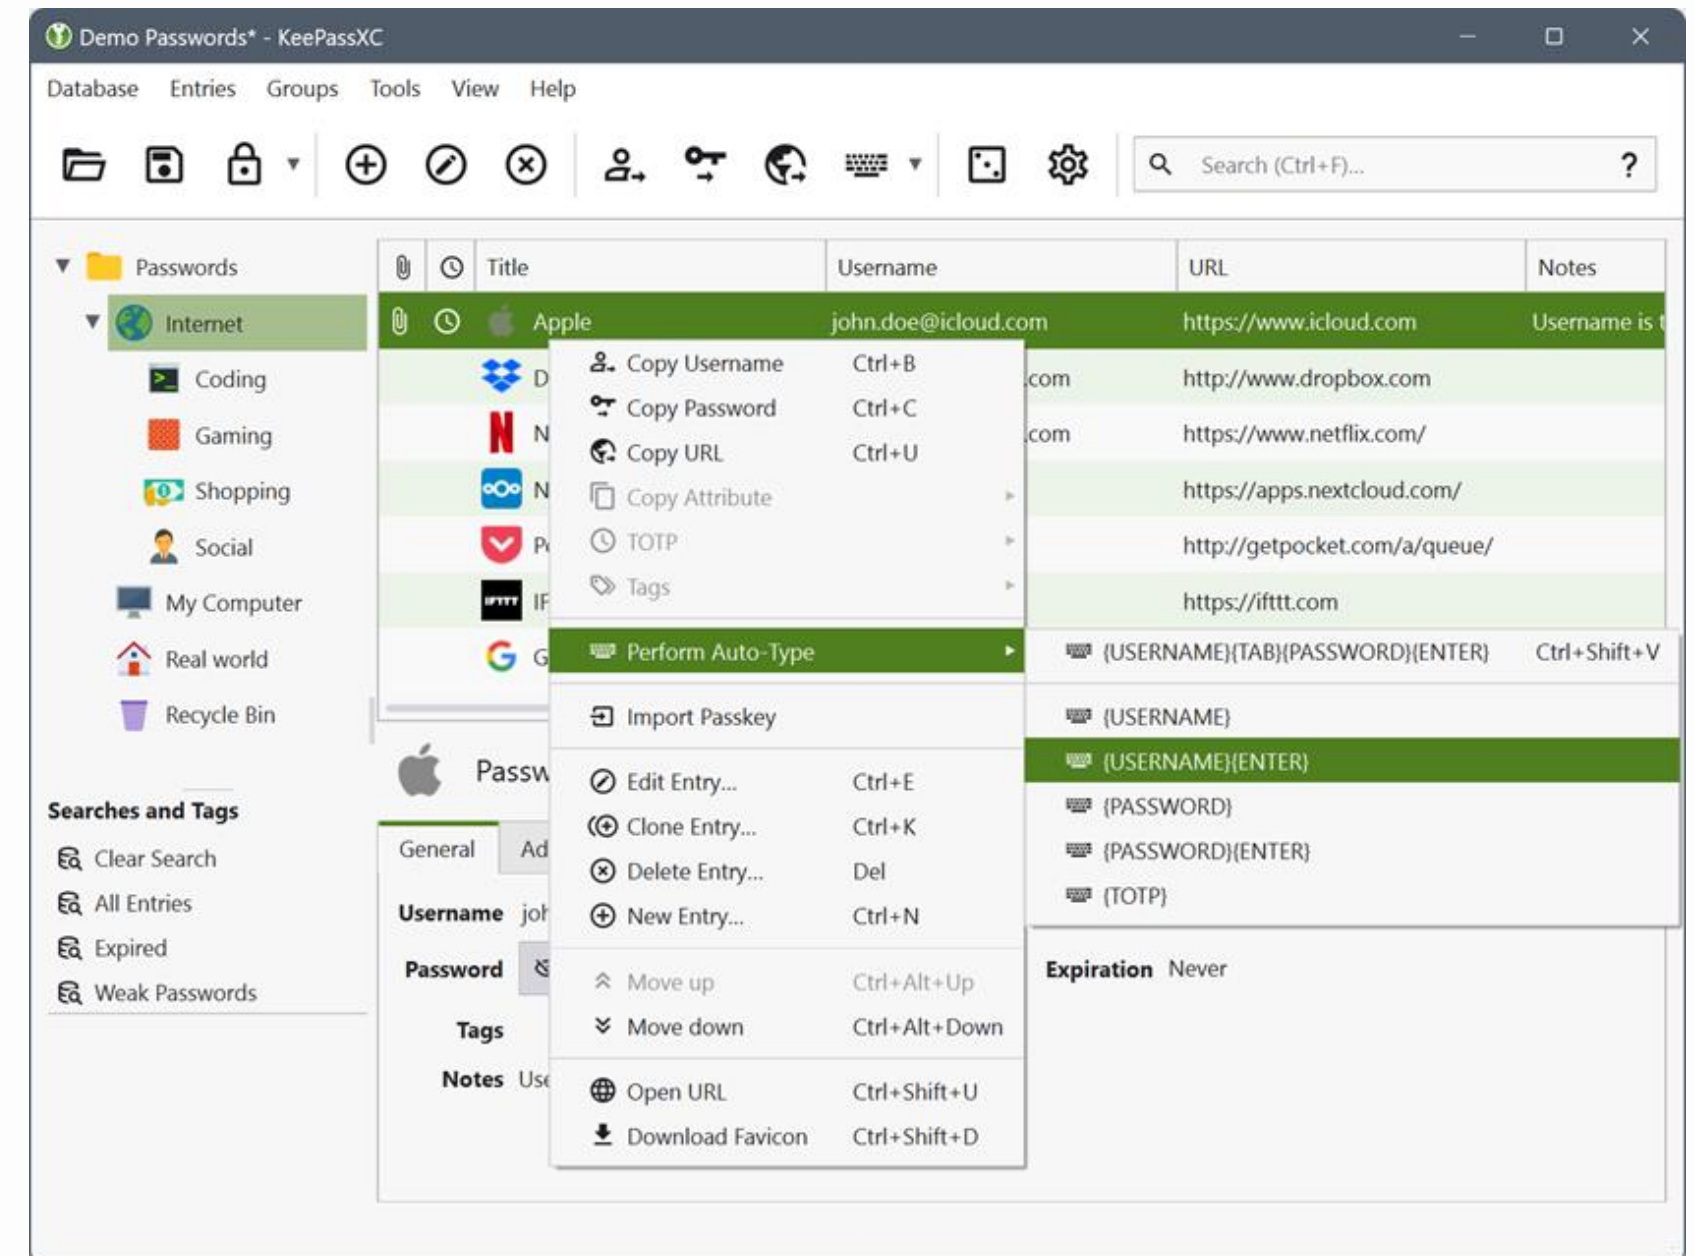 Demo Passwords* - KeePassXC
Database Entries Groups Tools View Help
Search (Ctrl+F)... ?
Passwords
Internet
Coding
Gaming
Shopping
Social
My Computer
Real world
Recycle Bin
Searches and Tags
Clear Search
All Entries
Expired
Weak Passwords
Title Username URL Notes
Apple john.doe@icloud.com https://www.icloud.com Username is
D .com http://www.dropbox.com
N .com https://www.netflix.com/
N https://apps.nextcloud.com/
http://getpocket.com/a/queue/
IFTTT IF https://ifttt.com
G
Copy Username Ctrl+B
Copy Password Ctrl+C
Copy URL Ctrl+U
Copy Attribute
TOTP
Tags
Perform Auto-Type
Import Passkey
Edit Entry... Ctrl+E
Clone Entry... Ctrl+K
Delete Entry... Del
New Entry... Ctrl+N
Move up Ctrl+Alt+Up
Move down Ctrl+Alt+Down
Open URL Ctrl+Shift+U
Download Favicon Ctrl+Shift+D
{USERNAME}{TAB}{PASSWORD}{ENTER} Ctrl+Shift+V
{USERNAME}
{USERNAME}{ENTER}
{PASSWORD}
{PASSWORD}{ENTER}
{TOTP}
Passw
General Ad
Username joh
Password Expiration Never
Tags
Notes Use